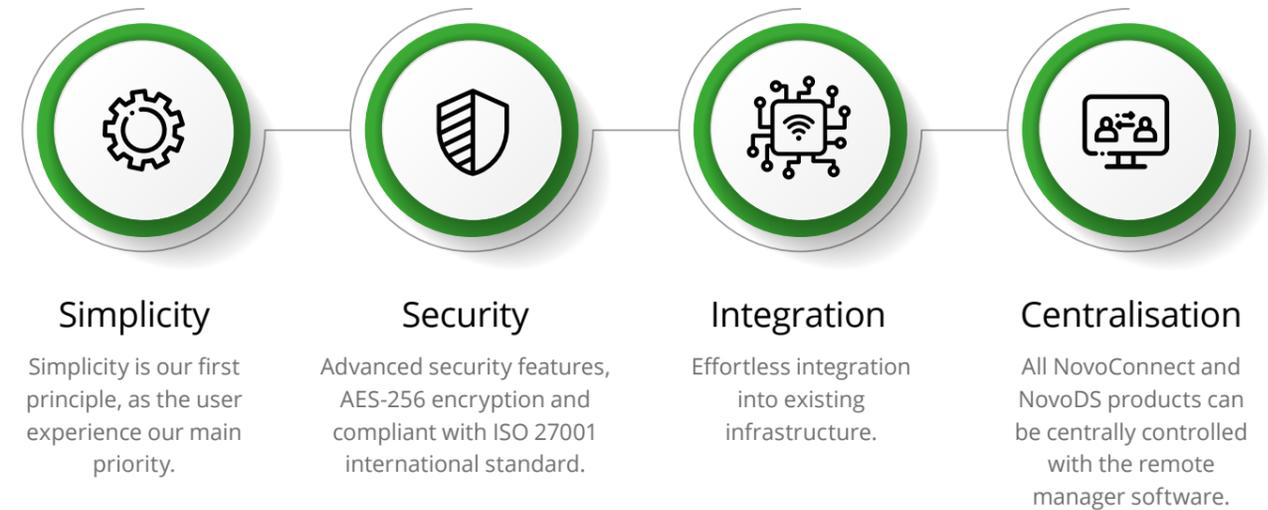 Simplicity
Simplicity is our first
principle, as the user
experience our main
priority.
Security
Advanced security features,
AES-256 encryption and
compliant with ISO 27001
international standard.
Integration
Effortless integration
into existing
infrastructure.
Centralisation
All NovoConnect and
NovoDS products can
be centrally controlled
with the remote
manager software.